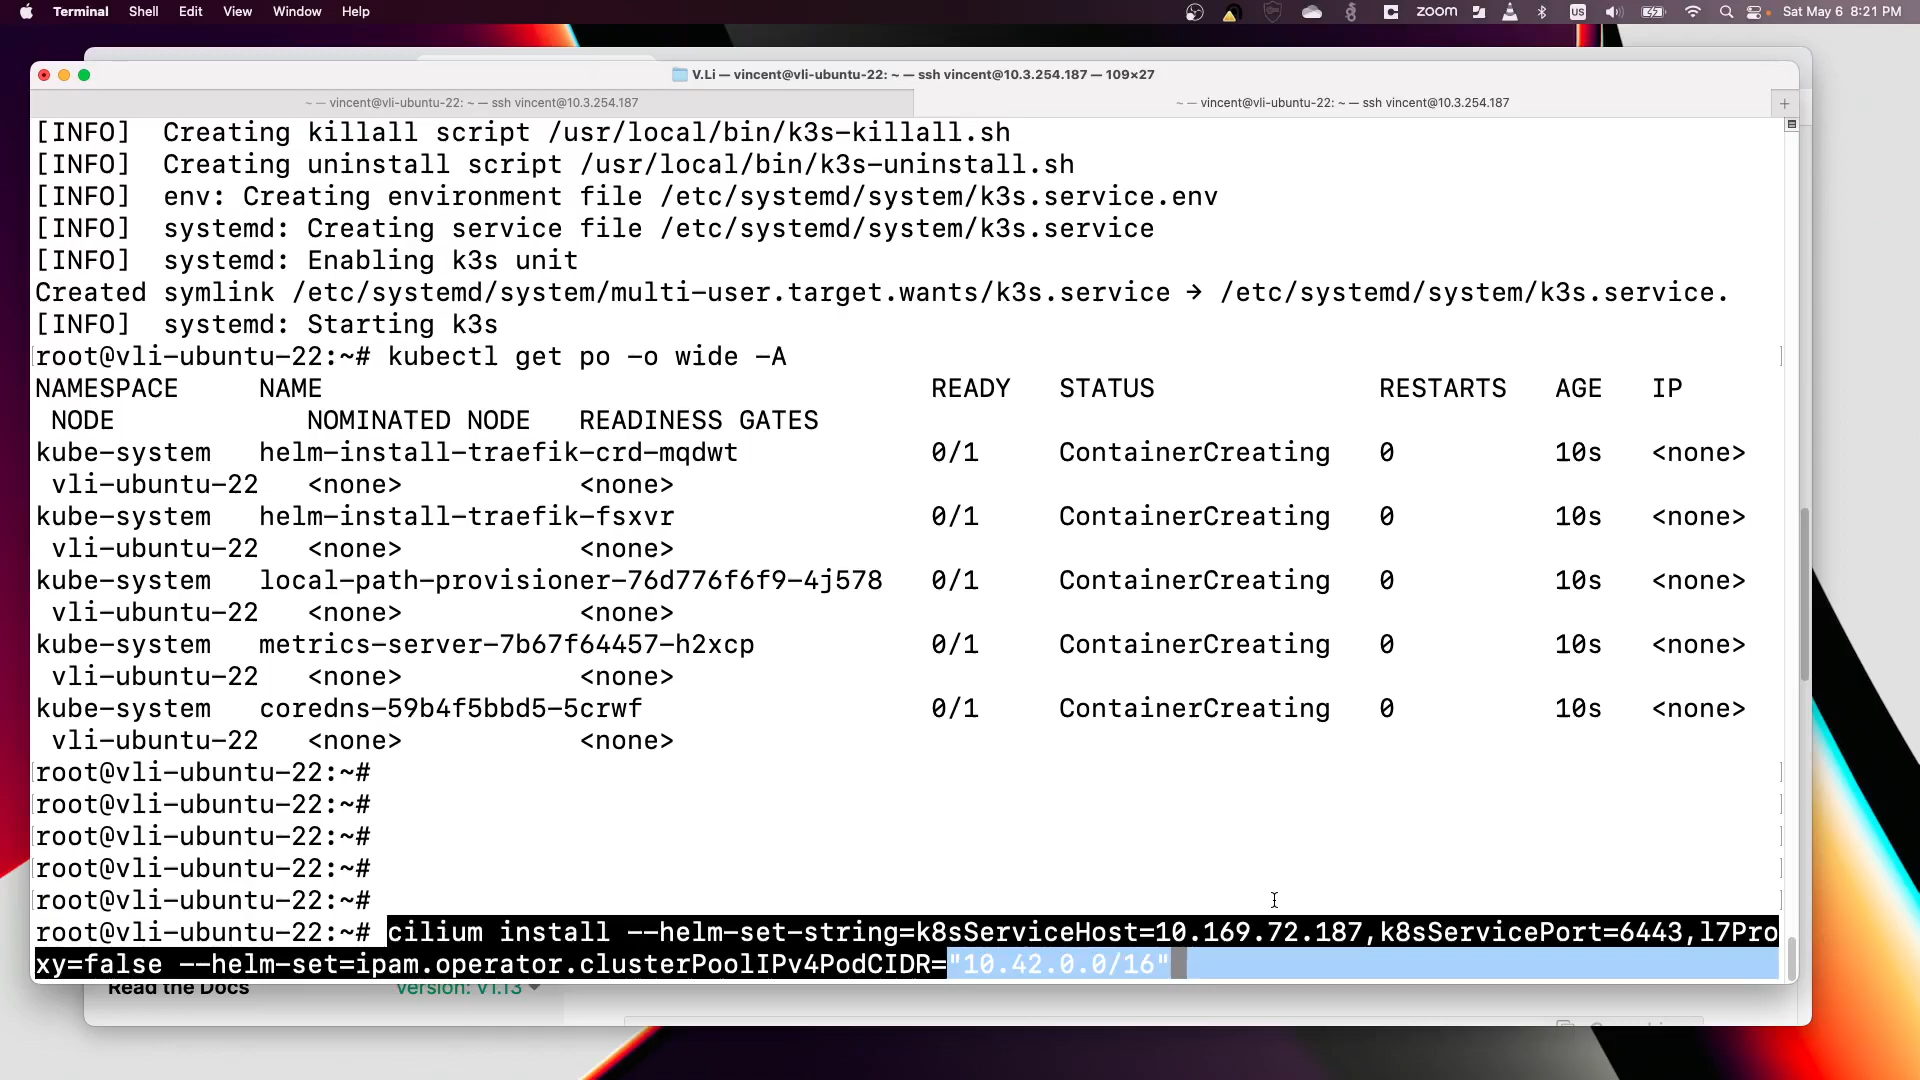 Terminal Shell Edit View Window Help zoom US Sat May 6 8:21 PM
V.Li — vincent@vli-ubuntu-22: ~ — ssh vincent@10.3.254.187 — 109×27
~ — vincent@vli-ubuntu-22: ~ — ssh vincent@10.3.254.187 ~ — vincent@vli-ubuntu-22: ~ — ssh vincent@10.3.254.187 +
[INFO]  Creating killall script /usr/local/bin/k3s-killall.sh
[INFO]  Creating uninstall script /usr/local/bin/k3s-uninstall.sh
[INFO]  env: Creating environment file /etc/systemd/system/k3s.service.env
[INFO]  systemd: Creating service file /etc/systemd/system/k3s.service
[INFO]  systemd: Enabling k3s unit
Created symlink /etc/systemd/system/multi-user.target.wants/k3s.service → /etc/systemd/system/k3s.service.
[INFO]  systemd: Starting k3s
root@vli-ubuntu-22:~# kubectl get po -o wide -A
NAMESPACE     NAME                                      READY   STATUS              RESTARTS   AGE   IP
 NODE            NOMINATED NODE   READINESS GATES
kube-system   helm-install-traefik-crd-mqdwt            0/1     ContainerCreating   0          10s   <none>
 vli-ubuntu-22   <none>           <none>
kube-system   helm-install-traefik-fsxvr                0/1     ContainerCreating   0          10s   <none>
 vli-ubuntu-22   <none>           <none>
kube-system   local-path-provisioner-76d776f6f9-4j578   0/1     ContainerCreating   0          10s   <none>
 vli-ubuntu-22   <none>           <none>
kube-system   metrics-server-7b67f64457-h2xcp           0/1     ContainerCreating   0          10s   <none>
 vli-ubuntu-22   <none>           <none>
kube-system   coredns-59b4f5bbd5-5crwf                  0/1     ContainerCreating   0          10s   <none>
 vli-ubuntu-22   <none>           <none>
root@vli-ubuntu-22:~#
root@vli-ubuntu-22:~#
root@vli-ubuntu-22:~#
root@vli-ubuntu-22:~#
root@vli-ubuntu-22:~#
root@vli-ubuntu-22:~# cilium install --helm-set-string=k8sServiceHost=10.169.72.187,k8sServicePort=6443,l7Pro
xy=false --helm-set=ipam.operator.clusterPoolIPv4PodCIDR="10.42.0.0/16"
Read the Docs version: v1.13